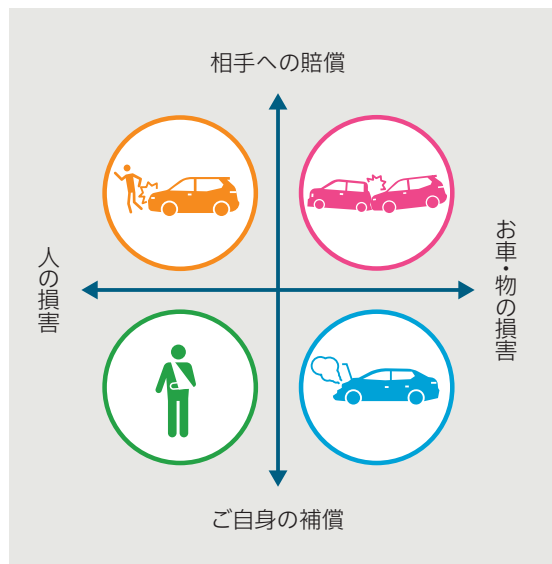 相手への賠償
人の損害
お車・物の損害
ご自身の補償